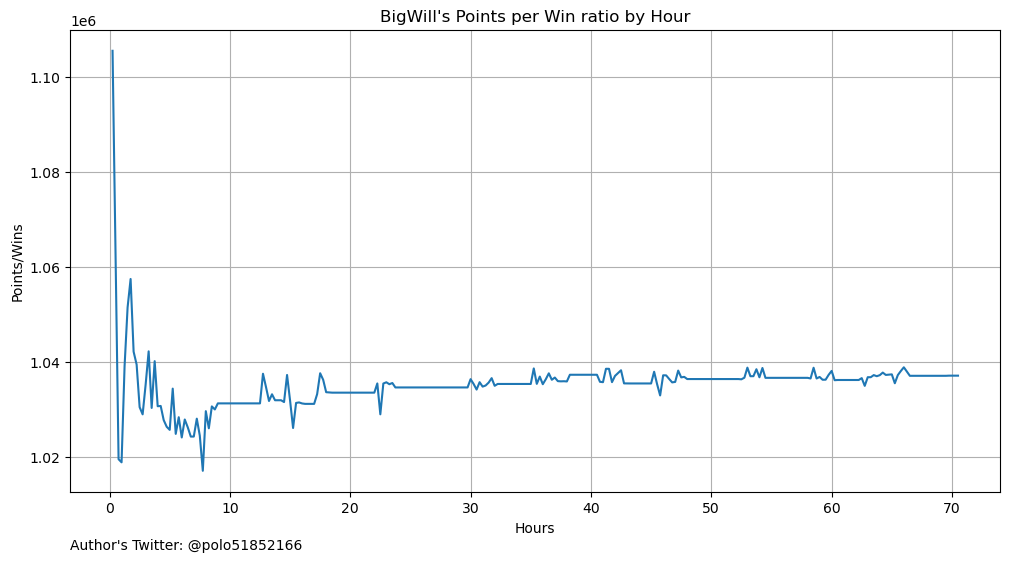 BigWill's Points per Win ratio by Hour
1e6
1.10
1.08
1.06
1.04
1.02
Points/Wins
0 10 20 30 40 50 60 70
Hours
Author's Twitter: @polo51852166